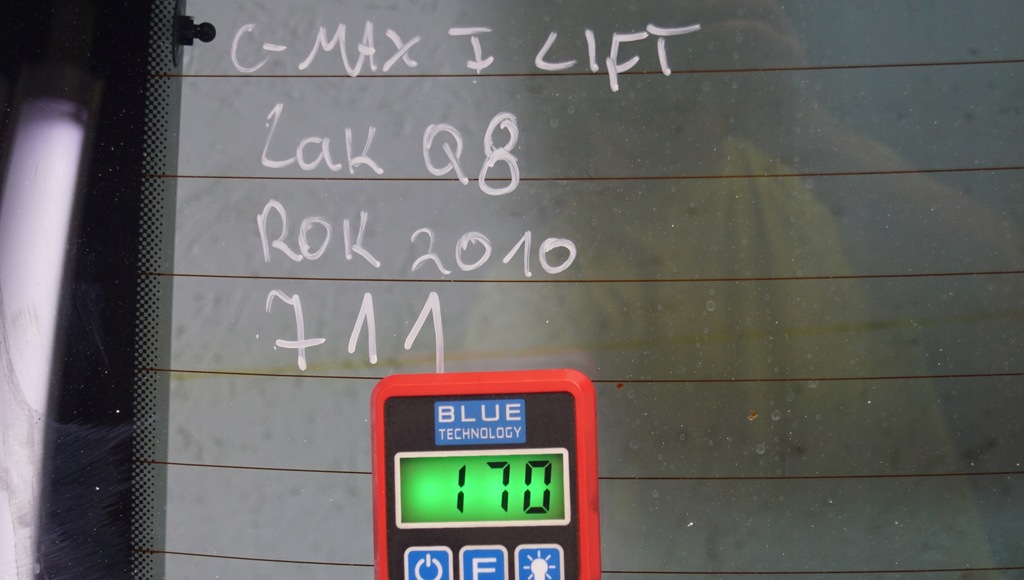 C-MAX I LIFT
Lak Q8
ROK 2010
711
BLUE
TECHNOLOGY
170
F